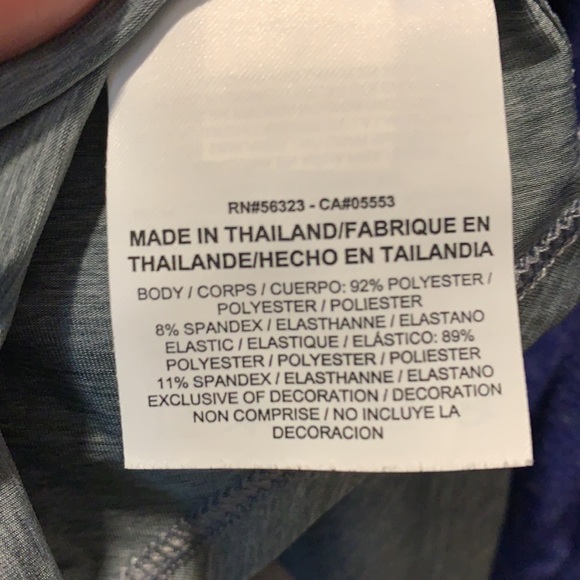 RN#56323 - CA#05553
MADE IN THAILAND/FABRIQUE EN
THAILANDE/HECHO EN TAILANDIA
BODY / CORPS / CUERPO: 92% POLYESTER /
POLYESTER / POLIESTER
8% SPANDEX / ELASTHANNE / ELASTANO
ELASTIC / ELASTIQUE / ELÁSTICO: 89%
POLYESTER / POLYESTER / POLIESTER
11% SPANDEX / ELASTHANNE / ELASTANO
EXCLUSIVE OF DECORATION / DECORATION
NON COMPRISE / NO INCLUYE LA
DECORACION